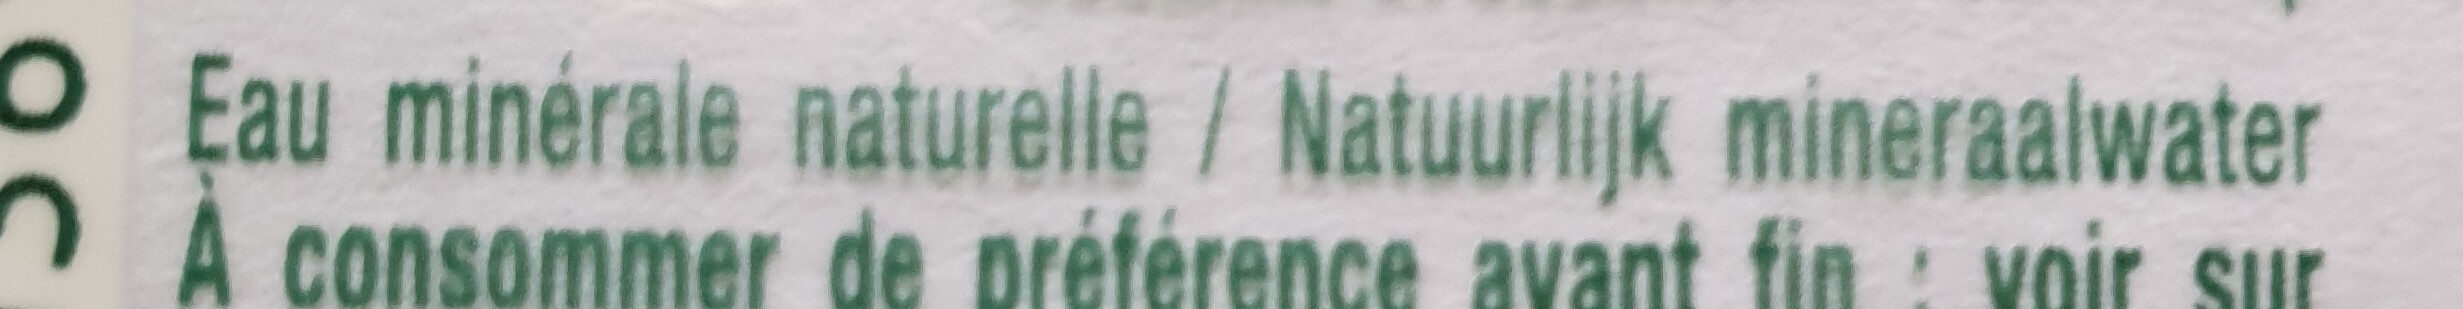 Eau minérale naturelle / Natuurlijk mineraalwater
À consommer de préférence avant fin : voir sur